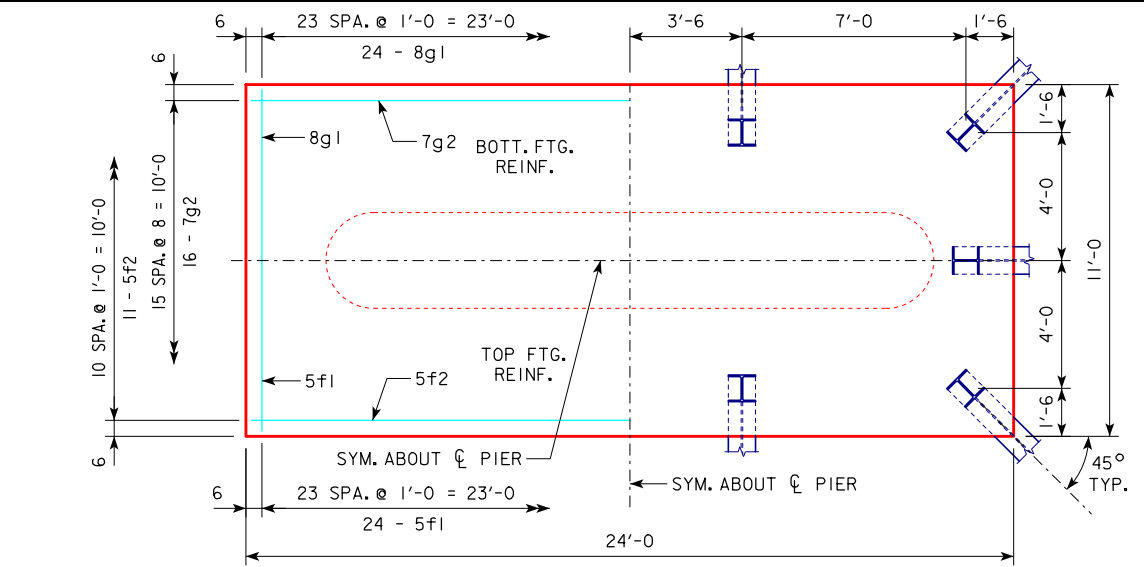 6
23 SPA. @ 1'-0 = 23'-0
24 - 8g1
3'-6
7'-0
1'-6
6
8g1
7g2
BOTT. FTG.
REINF.
1'-6
4'-0
11'-0
4'-0
1'-6
10 SPA. @ 1'-0 = 10'-0
11 - 5f2
15 SPA. @ 8 = 10'-0
16 - 7g2
TOP FTG.
REINF.
5f1
5f2
6
SYM. ABOUT ℄ PIER
SYM. ABOUT ℄ PIER
45°
TYP.
6
23 SPA. @ 1'-0 = 23'-0
24 - 5f1
24'-0